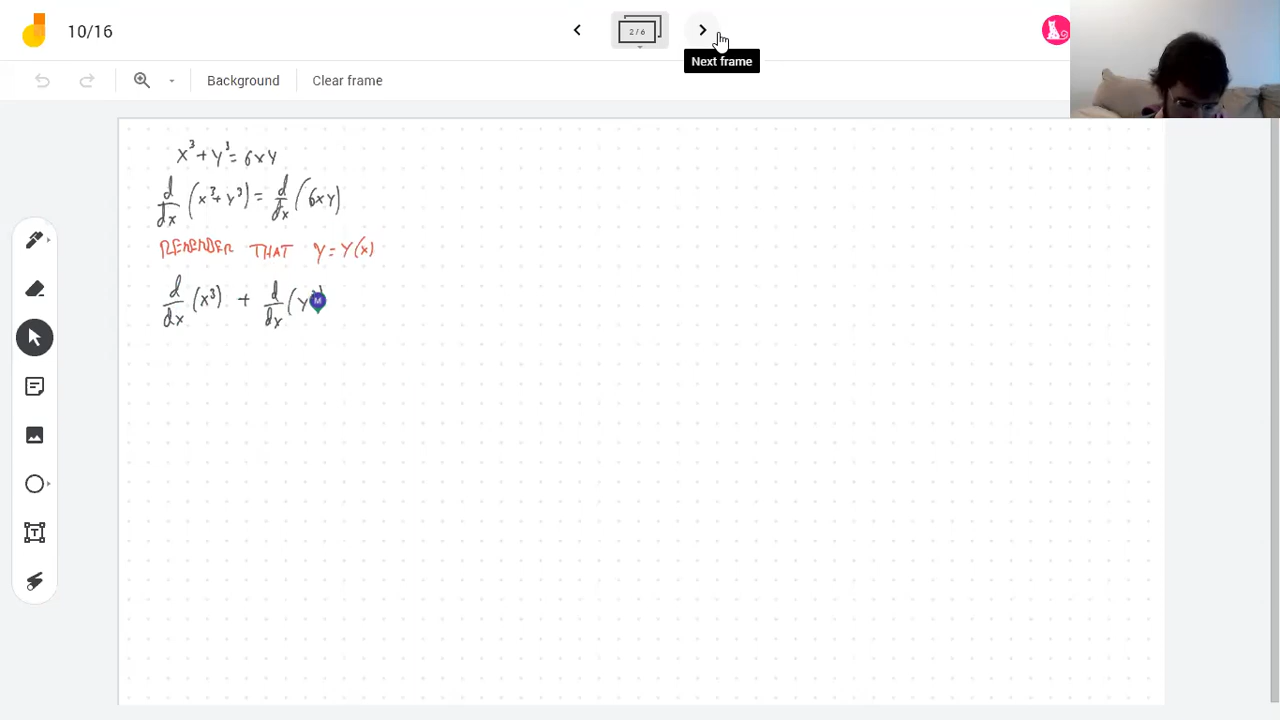 10/16
2 / 6
Next frame
Background
Clear frame
x³ + y³ = 6xy
d/dx (x³ + y³) = d/dx (6xy)
REMEMBER THAT Y = Y(x)
d/dx (x³) + d/dx (y
M
T